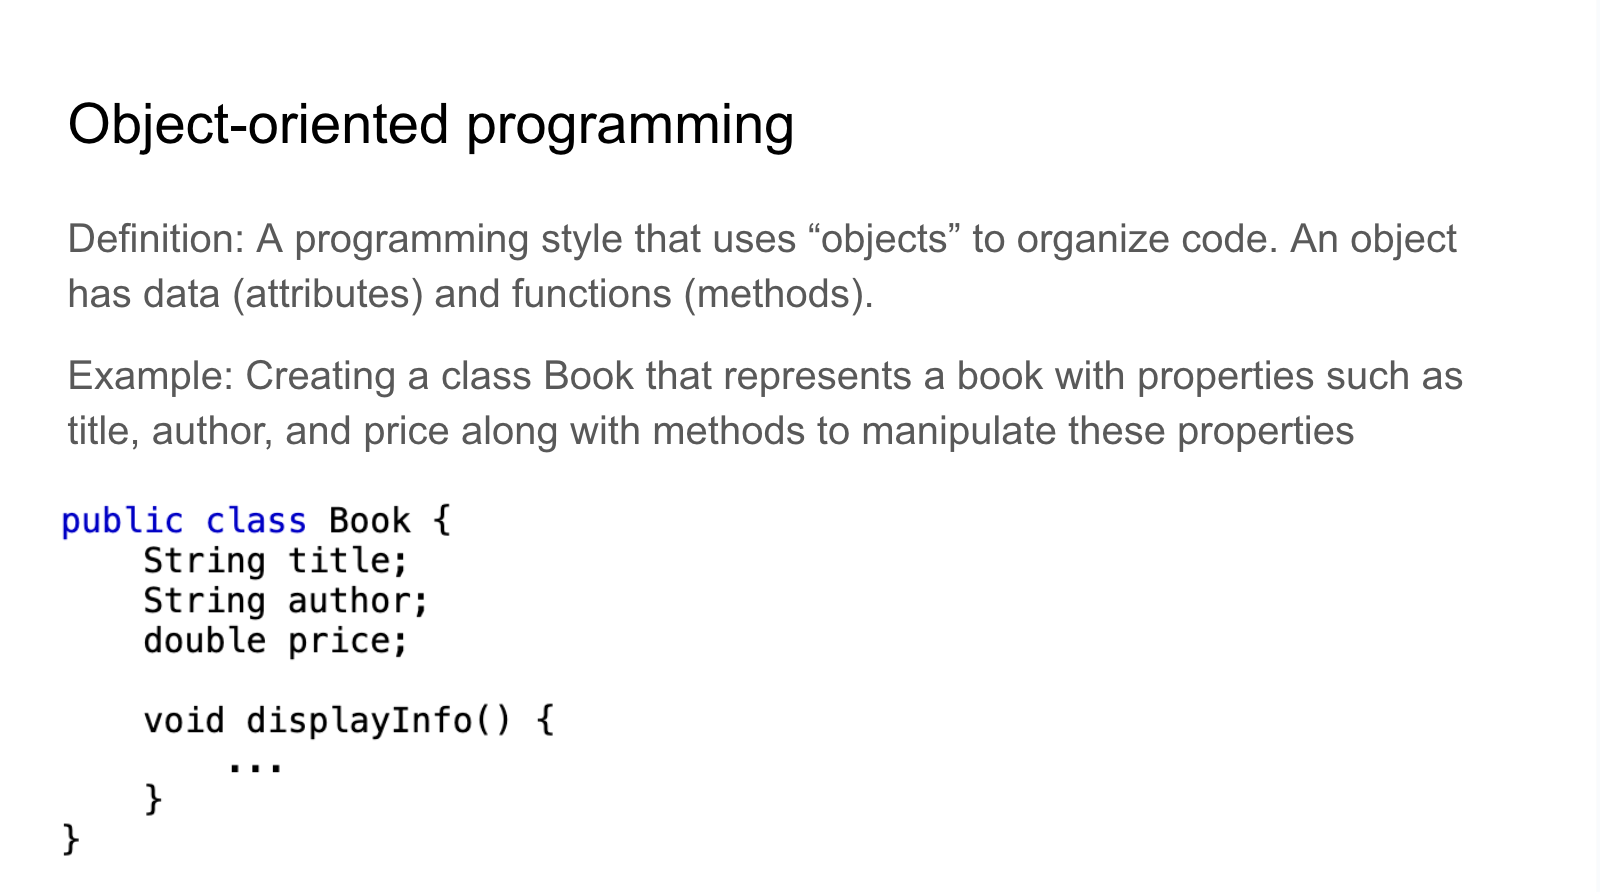 Object-oriented programming
Definition: A programming style that uses “objects” to organize code. An object
has data (attributes) and functions (methods).
Example: Creating a class Book that represents a book with properties such as
title, author, and price along with methods to manipulate these properties
public class Book {
    String title;
    String author;
    double price;

    void displayInfo() {
        ...
    }
}